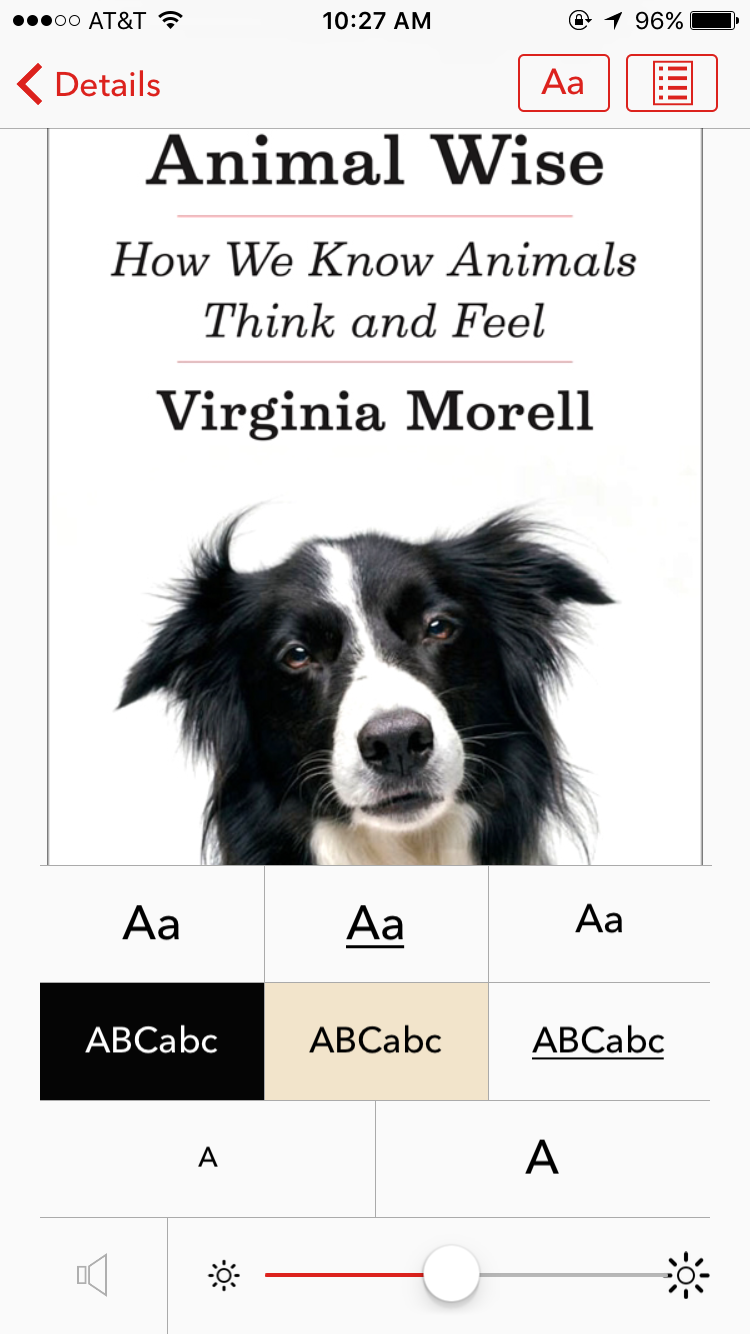 AT&T 10:27 AM 96%
Details Aa
Animal Wise
How We Know Animals
Think and Feel
Virginia Morell
Aa Aa Aa
ABCabc ABCabc ABCabc
A A